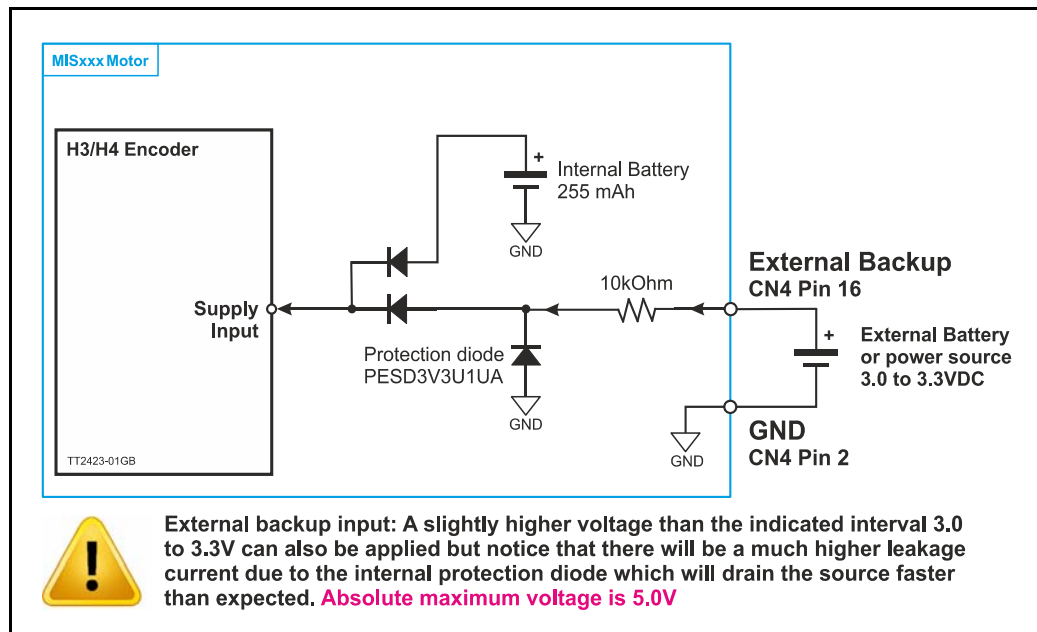 MISxxx Motor
H3/H4 Encoder
+
Internal Battery
255 mAh
GND
External Backup
CN4 Pin 16
10kOhm
Supply
Input
+
External Battery
or power source
3.0 to 3.3VDC
Protection diode
PESD3V3U1UA
GND
GND
GND
CN4 Pin 2
TT2423-01GB
External backup input: A slightly higher voltage than the indicated interval 3.0
to 3.3V can also be applied but notice that there will be a much higher leakage
current due to the internal protection diode which will drain the source faster
than expected. Absolute maximum voltage is 5.0V